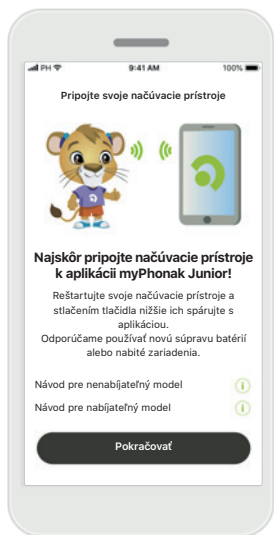 PH
9:41 AM
100%
Pripojte svoje načúvacie prístroje
Najskôr pripojte načúvacie prístroje
k aplikácii myPhonak Junior!
Reštartujte svoje načúvacie prístroje a
stlačením tlačidla nižšie ich spárujte s
aplikáciou.
Odporúčame používať novú súpravu batérií
alebo nabité zariadenia.
Návod pre nenabíjateľný model
Návod pre nabíjateľný model
Pokračovať